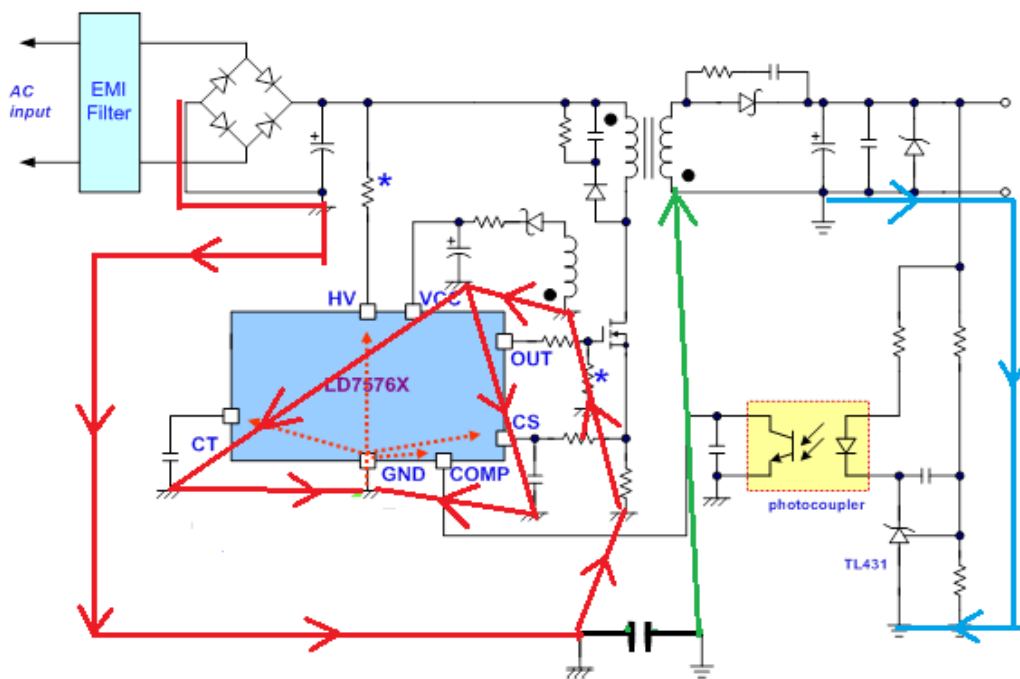 AC
input
EMI
Filter
*
+
+
+
HV
VCC
OUT
LD7576X
*
CS
CT
GND
COMP
photocoupler
TL431